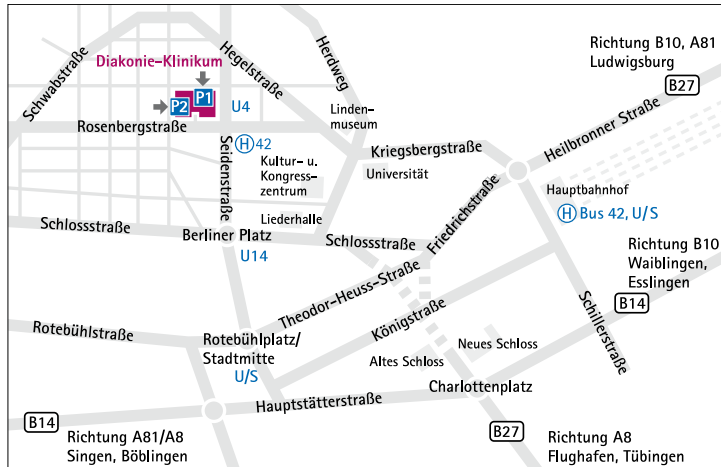 Schwabstraße
Hegelstraße
Herdweg
Richtung B10, A81
Ludwigsburg
B27
Diakonie-Klinikum
P1
P2
U4
Rosenbergstraße
Linden-
museum
Heilbronner Straße
Seidenstraße
H 42
Kriegsbergstraße
Kultur- u.
Kongress-
zentrum
Universität
Hauptbahnhof
H Bus 42, U/S
Liederhalle
Friedrichstraße
Schlossstraße
Berliner Platz
Schlossstraße
U14
Richtung B10
Waiblingen,
Esslingen
B14
Theodor-Heuss-Straße
Königstraße
Schillerstraße
Rotebühlstraße
Rotebühlplatz/
Stadtmitte
U/S
Neues Schloss
Altes Schloss
Charlottenplatz
Hauptstätterstraße
B14
Richtung A81/A8
Singen, Böblingen
B27
Richtung A8
Flughafen, Tübingen